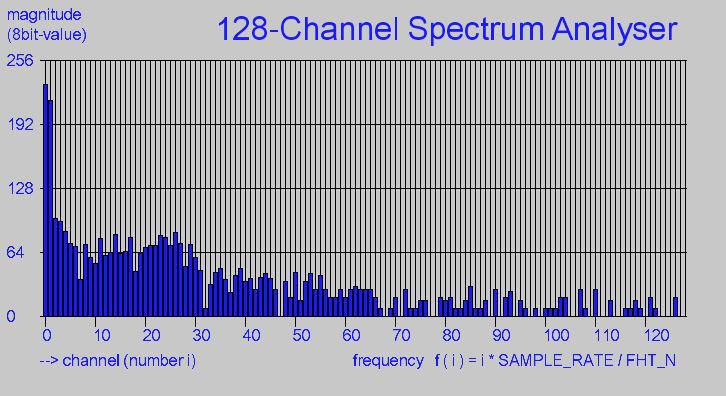 magnitude
(8bit-value)
128-Channel Spectrum Analyser
256
192
128
64
0
0 10 20 30 40 50 60 70 80 90 100 110 120
--> channel (number i) frequency f ( i ) = i * SAMPLE_RATE / FHT_N